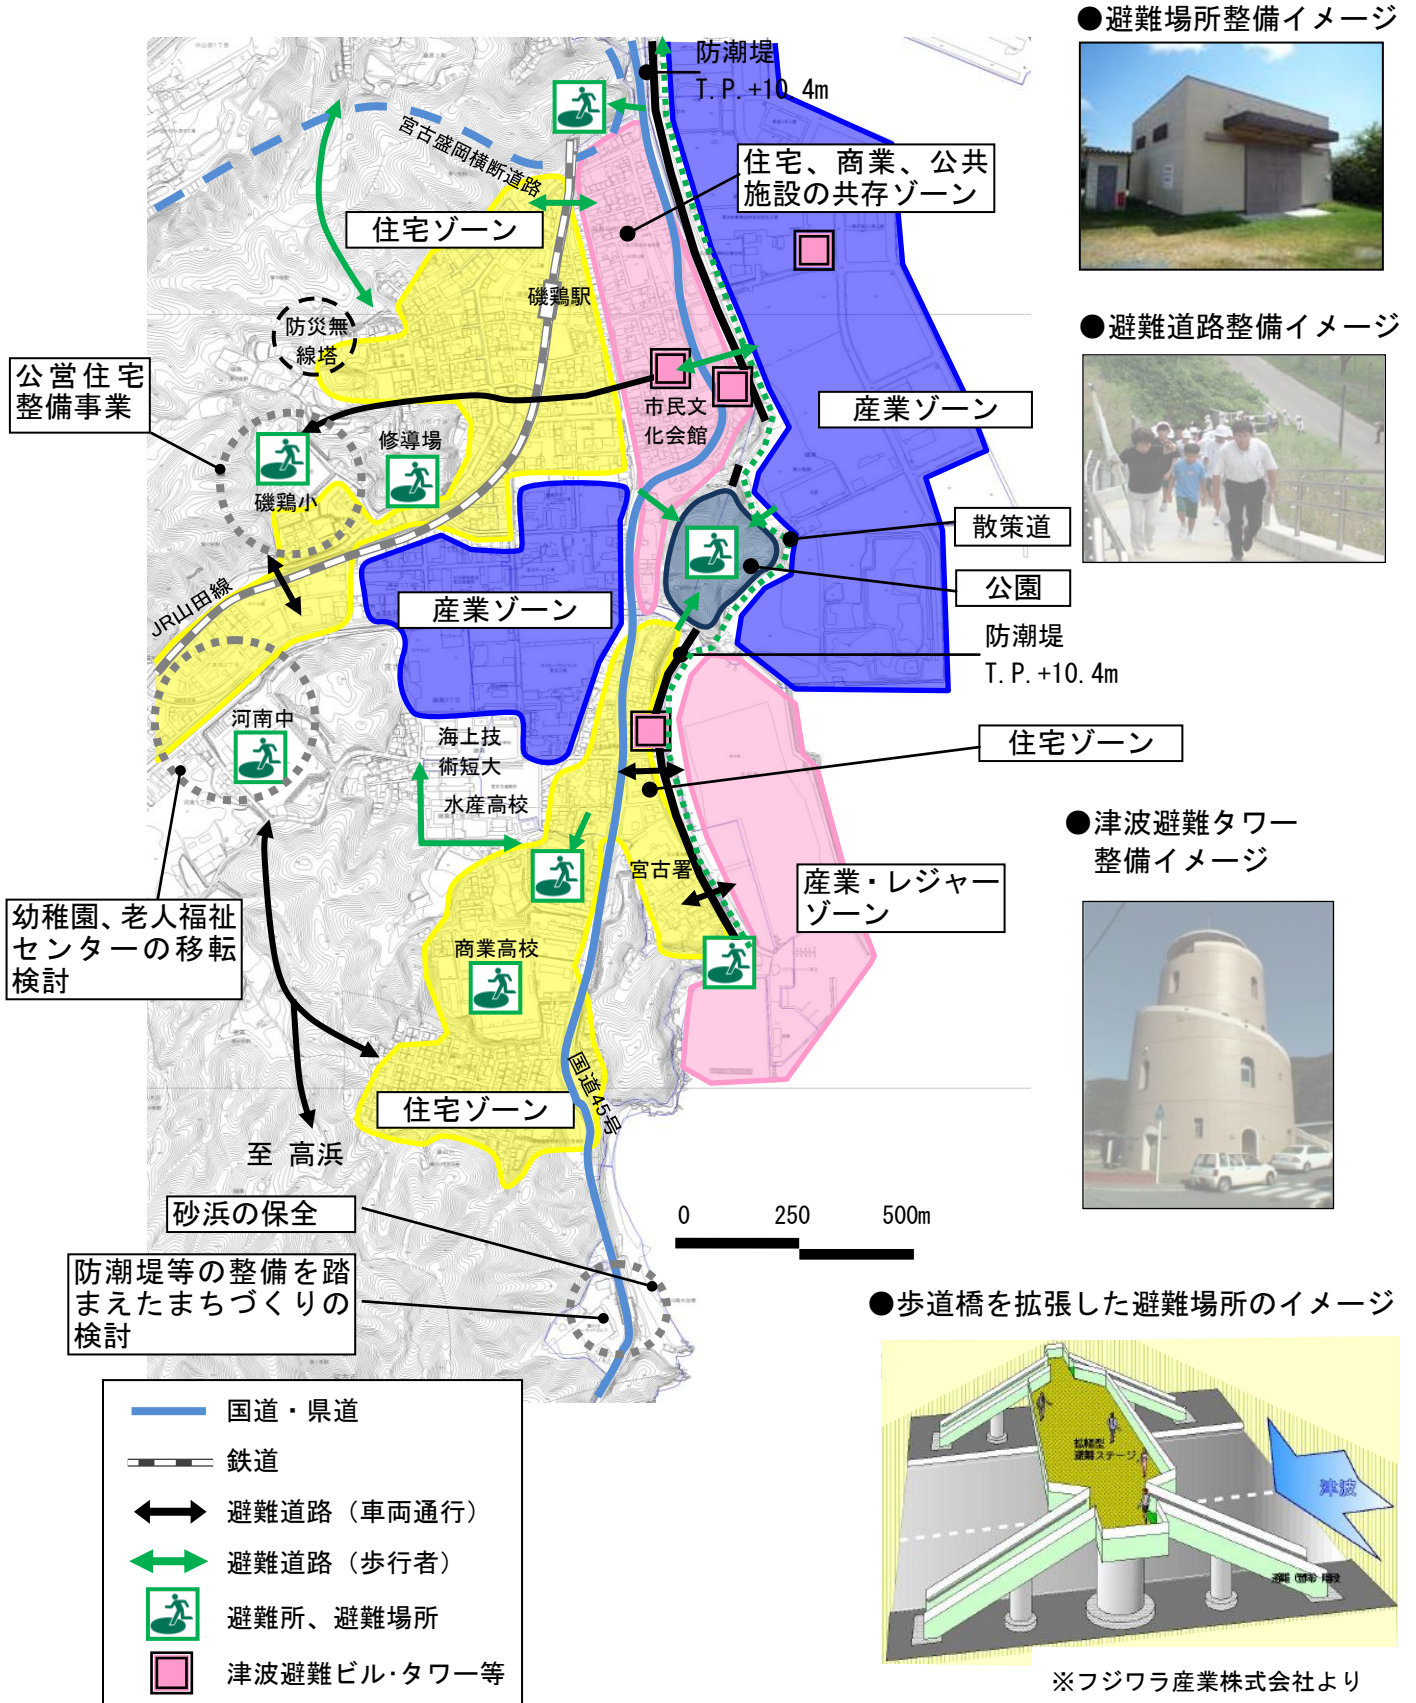 ●避難場所整備イメージ
防潮堤
T.P.+10.4m
宮古盛岡横断道路
住宅、商業、公共
施設の共存ゾーン
住宅ゾーン
磯鶏駅
防災無
線塔
●避難道路整備イメージ
公営住宅
整備事業
市民文
化会館
産業ゾーン
修導場
磯鶏小
散策道
公園
JR山田線
産業ゾーン
防潮堤
T.P.+10.4m
河南中
海上技
術短大
水産高校
住宅ゾーン
●津波避難タワー
整備イメージ
宮古署
産業・レジャー
ゾーン
幼稚園、老人福祉
センターの移転
検討
商業高校
国道45号
住宅ゾーン
至 高浜
砂浜の保全
0 250 500m
防潮堤等の整備を踏
まえたまちづくりの
検討
●歩道橋を拡張した避難場所のイメージ
拡幅型
避難ステージ
津波
国道・県道
鉄道
避難道路（車両通行）
避難道路（歩行者）
避難所、避難場所
津波避難ビル・タワー等
※フジワラ産業株式会社より